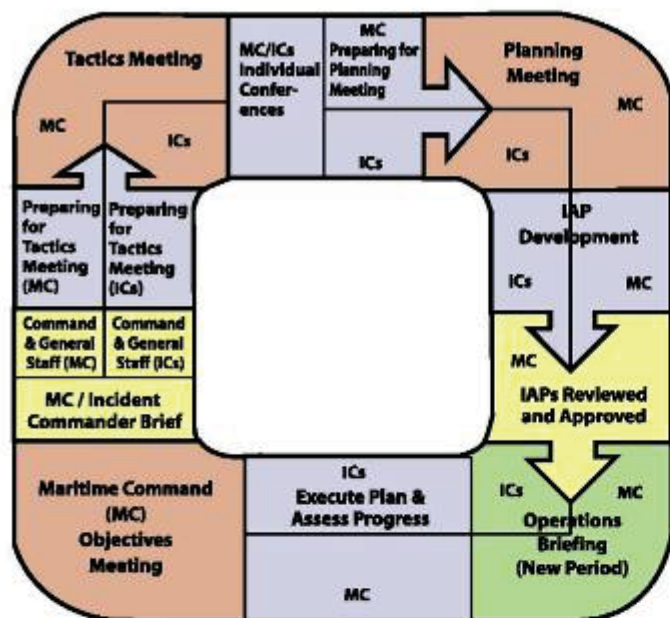 Tactics Meeting
MC
ICs
MC/ICs
Individual
Confer-
ences
MC
Preparing for
Planning
Meeting
ICs
Planning
Meeting
MC
ICs
Preparing
for
Tactics
Meeting
(MC)
Preparing
for
Tactics
Meeting
(ICs)
IAP
Development
ICs
MC
Command
& General
Staff (MC)
Command
& General
Staff (ICs)
MC / Incident
Commander Brief
MC
IAPs Reviewed
and Approved
Maritime Command
(MC)
Objectives
Meeting
ICs
Execute Plan &
Assess Progress
MC
ICs
MC
Operations
Briefing
(New Period)